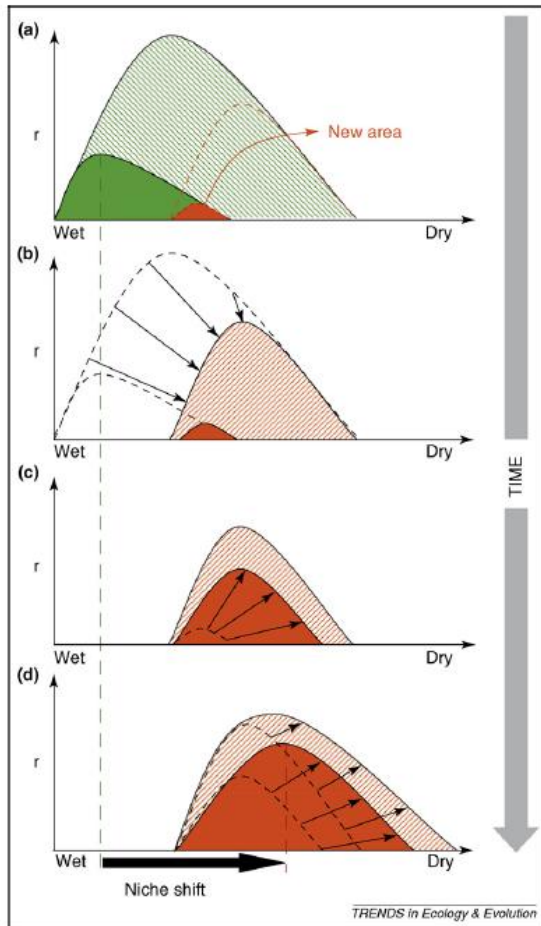 (a)
r
New area
Wet
Dry
(b)
r
Wet
Dry
(c)
r
Wet
Dry
(d)
r
Wet
Dry
Niche shift
TIME
TRENDS in Ecology & Evolution